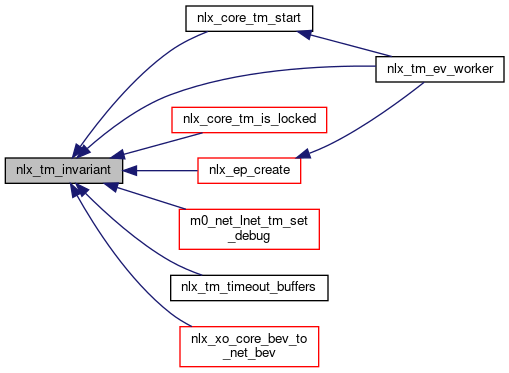 nlx_core_tm_start
nlx_tm_ev_worker
nlx_core_tm_is_locked
nlx_tm_invariant
nlx_ep_create
m0_net_lnet_tm_set
_debug
nlx_tm_timeout_buffers
nlx_xo_core_bev_to
_net_bev